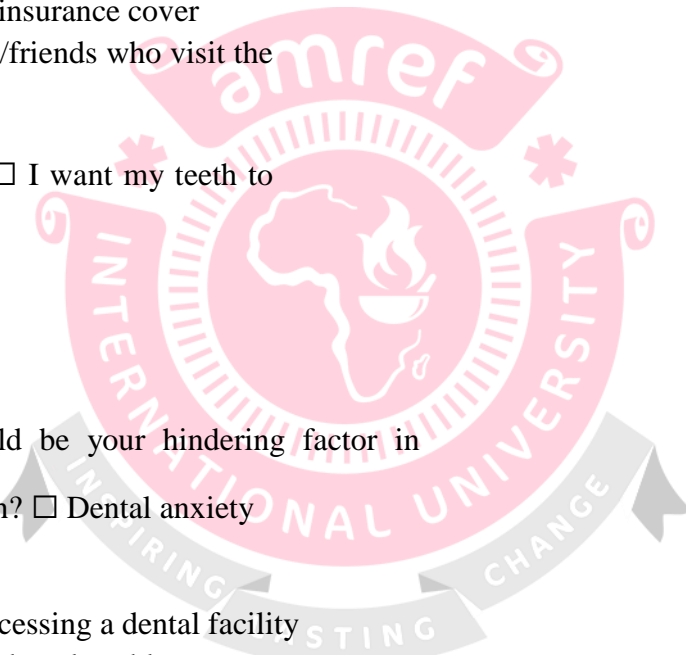 insurance cover
/friends who visit the
amref
☐ I want my teeth to
INTERNATIONAL UNIVERSITY
ld be your hindering factor in
n? ☐ Dental anxiety
INSPIRING
CHANGE
cessing a dental facility